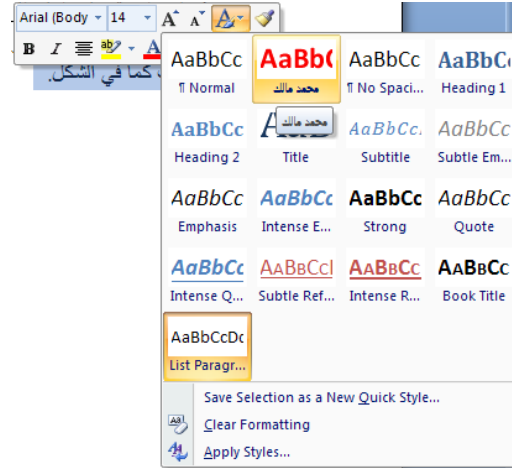 Arial (Body 14 A A A
B I ab A
كما في الشكل.
AaBbCc AaBb( AaBbCc AaBbC
¶ Normal محمد مالك ¶ No Spaci... Heading 1
محمد مالك
AaBbCc AaBbCc. AaBbCc
Heading 2 Title Subtitle Subtle Em...
AaBbCc AaBbCc AaBbCc AaBbCc
Emphasis Intense E... Strong Quote
AaBbCc AABBCCI AABBCC AABBCC
Intense Q... Subtle Ref... Intense R... Book Title
AaBbCcDc
List Paragr...
Save Selection as a New Quick Style...
Clear Formatting
Apply Styles...